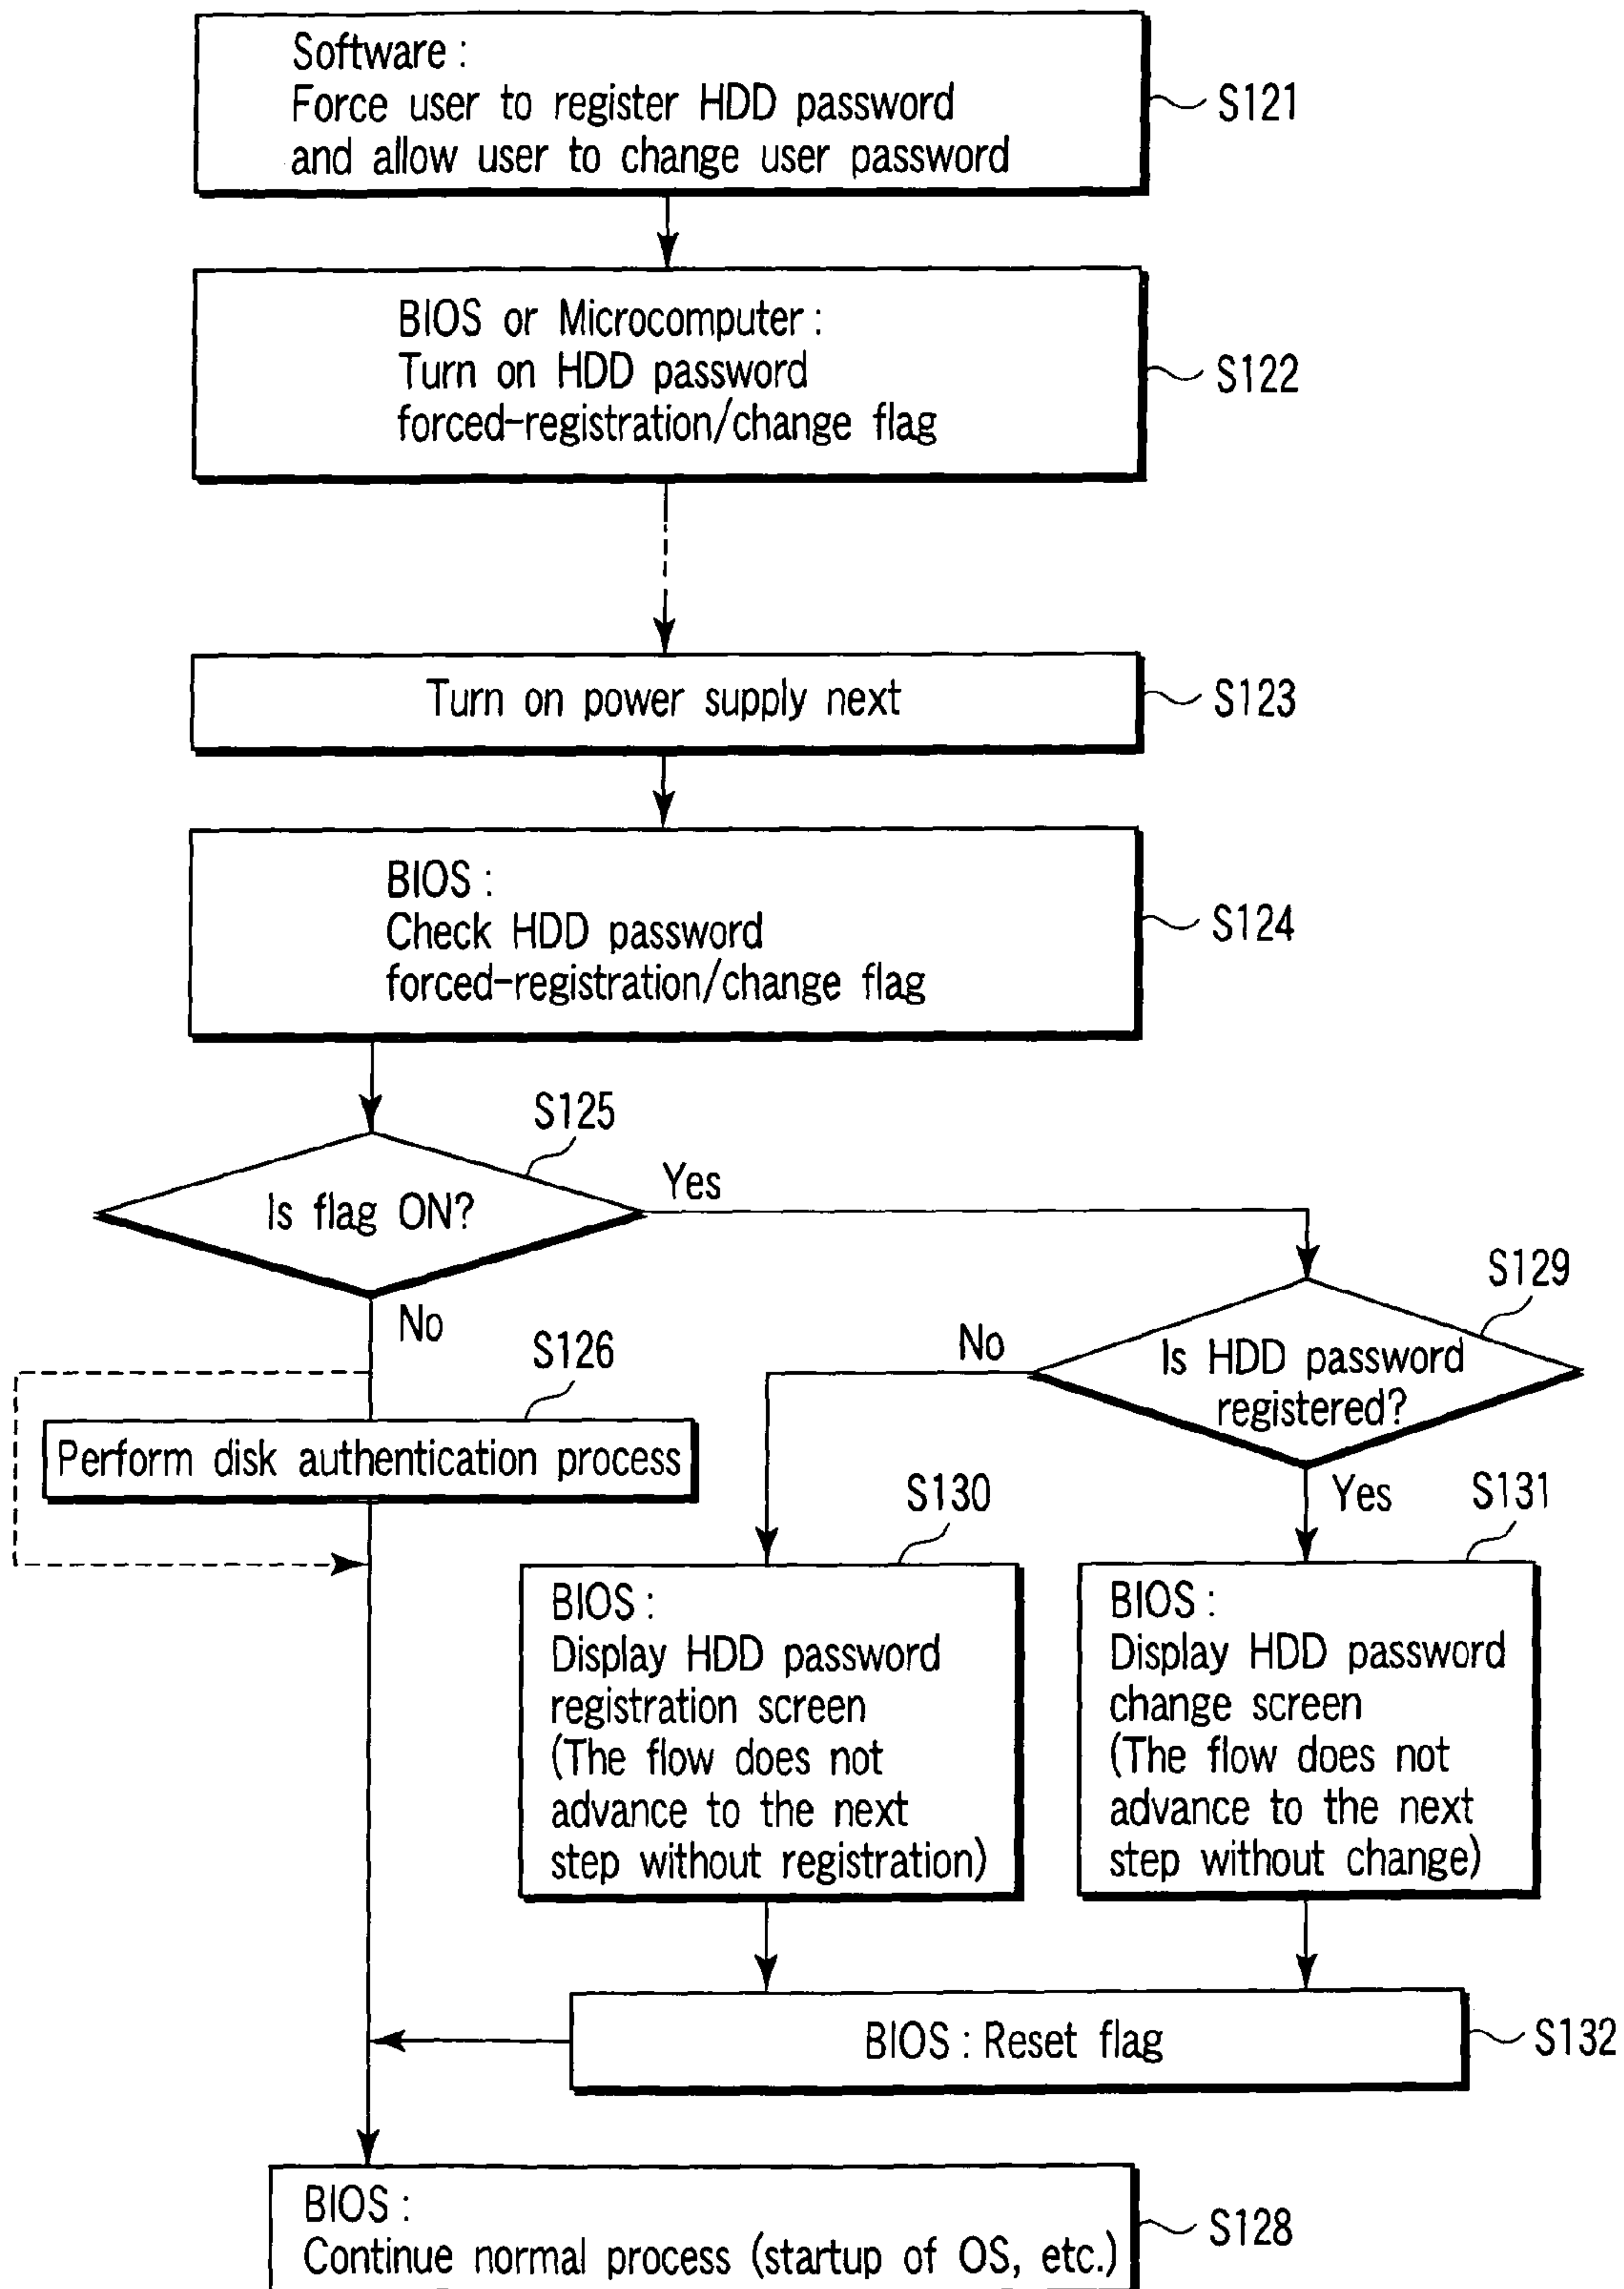 Software :
Force user to register HDD password
and allow user to change user password
S121
BIOS or Microcomputer :
Turn on HDD password
forced-registration/change flag
S122
Turn on power supply next
S123
BIOS :
Check HDD password
forced-registration/change flag
S124
S125
Is flag ON?
Yes
No
S126
Perform disk authentication process
S129
Is HDD password
registered?
No
Yes
S130
BIOS :
Display HDD password
registration screen
(The flow does not
advance to the next
step without registration)
S131
BIOS :
Display HDD password
change screen
(The flow does not
advance to the next
step without change)
BIOS : Reset flag
S132
BIOS :
Continue normal process (startup of OS, etc.)
S128